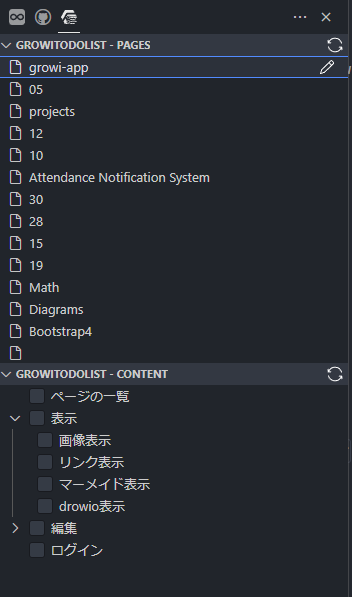 GROWITODOLIST - PAGES
growi-app
05
projects
12
10
Attendance Notification System
30
28
15
19
Math
Diagrams
Bootstrap4
GROWITODOLIST - CONTENT
ページの一覧
表示
画像表示
リンク表示
マーメイド表示
drowio表示
編集
ログイン